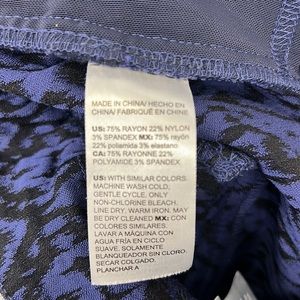 MADE IN CHINA/ HECHO EN
CHINA/ FABRIQUÉ EN CHINE
US: 75% RAYON 22% NYLON
3% SPANDEX MX: 75% rayón
22% poliamida 3% elastano
CA: 75% RAYONNE 22%
POLYAMIDE 3% SPANDEX
US: WITH SIMILAR COLORS.
MACHINE WASH COLD,
GENTLE CYCLE. ONLY
NON-CHLORINE BLEACH.
LINE DRY. WARM IRON. MAY
BE DRY CLEANED MX: CON
COLORES SIMILARES.
LAVAR A MÁQUINA CON
AGUA FRÍA EN CICLO
SUAVE. SOLAMENTE
BLANQUEADOR SIN CLORO.
SECAR COLGADO.
PLANCHAR A